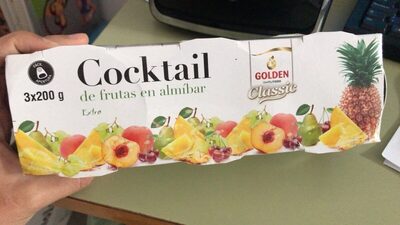 Cocktail
de frutas en almíbar
Extra
3x200 g
GOLDEN
Classic